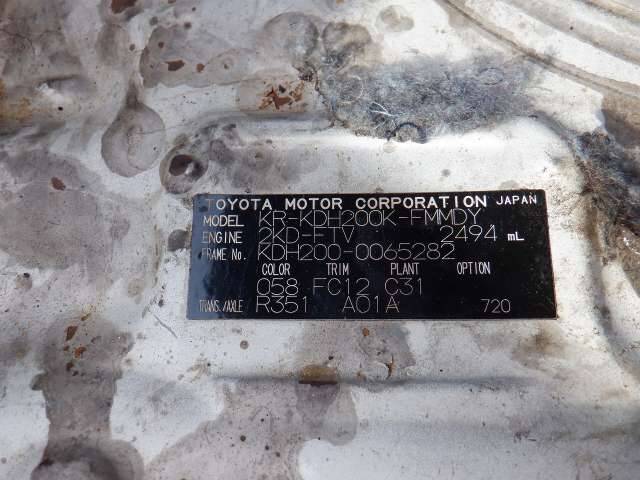 TOYOTA MOTOR CORPORATION JAPAN
MODEL KR-KDH200K-FMMDY
ENGINE 2KD-FTV 2494 mL
FRAME No. KDH200-0065282
COLOR TRIM PLANT OPTION
058 FC12 C31
TRANS./AXLE R351 A01A 720